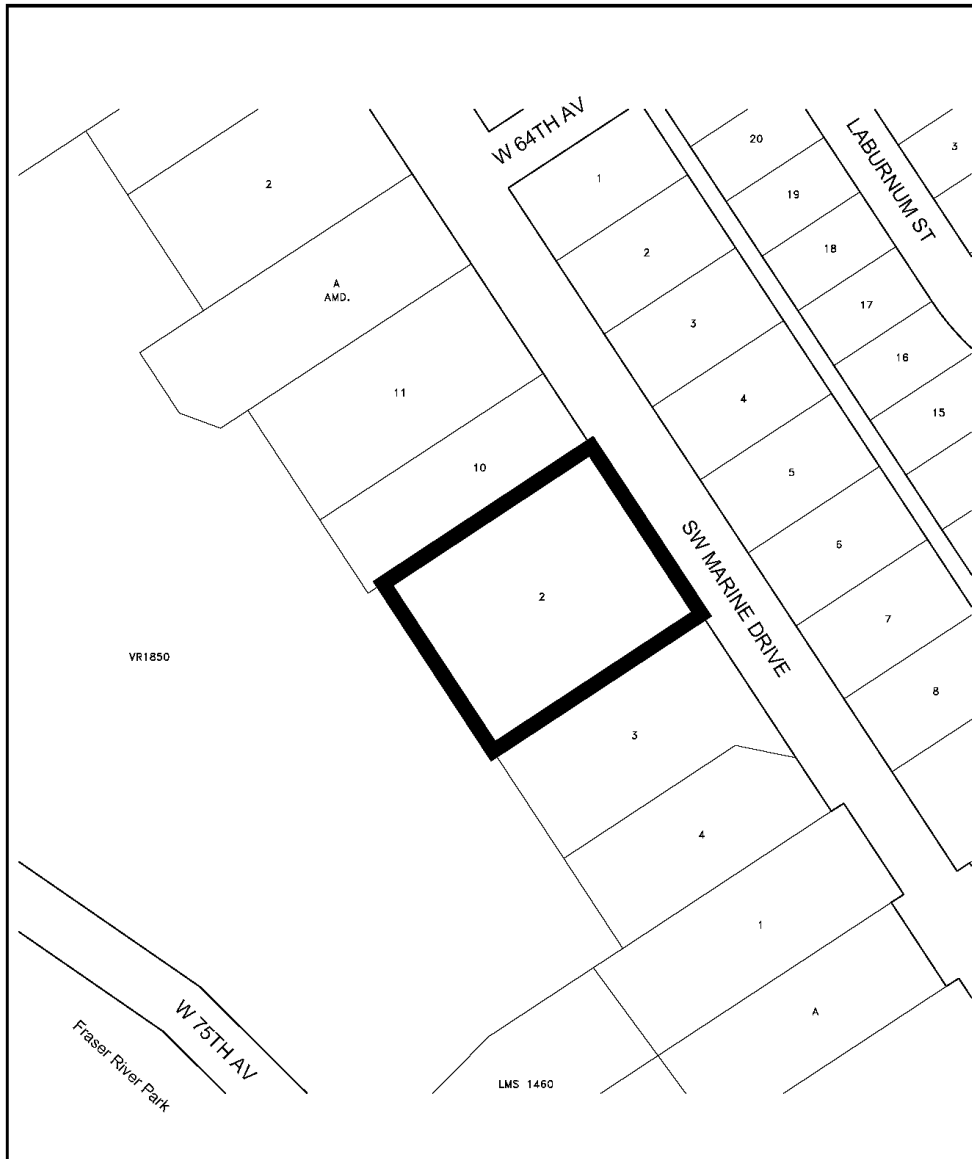 W 64TH AV
LABURNUM ST
20
3
1
2
19
A
AMD.
2
18
17
3
16
11
4
15
10
5
SW MARINE DRIVE
6
2
7
VR1850
8
3
4
1
A
W 75TH AV
Fraser River Park
LMS 1460